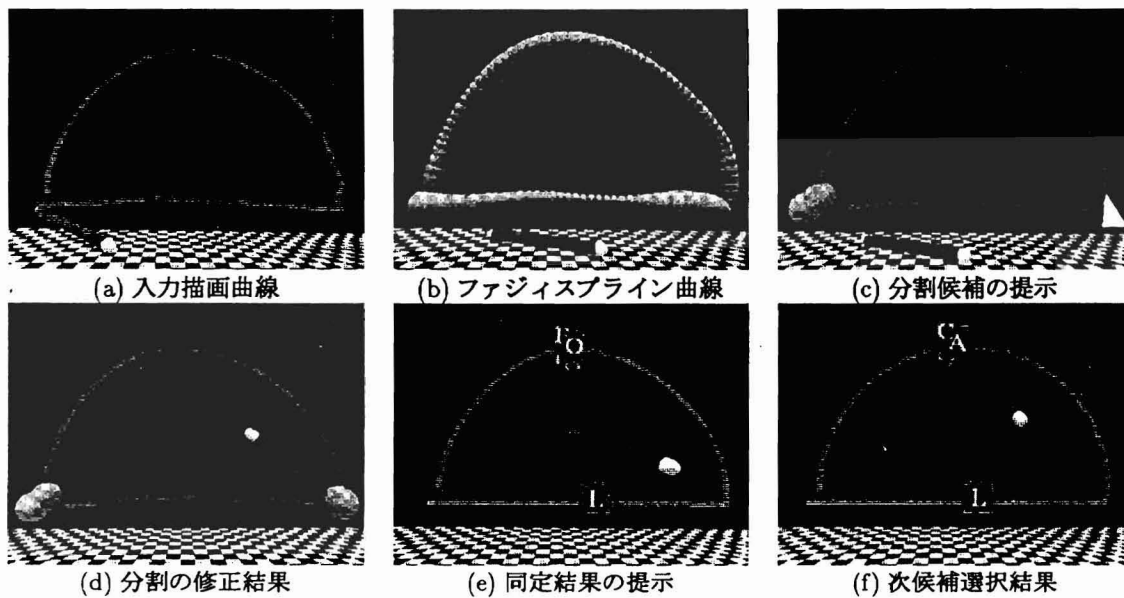 (a) 入力描画曲線
(b) ファジィスプライン曲線
(c) 分割候補の提示
O
L
C
A
L
(d) 分割の修正結果
(e) 同定結果の提示
(f) 次候補選択結果